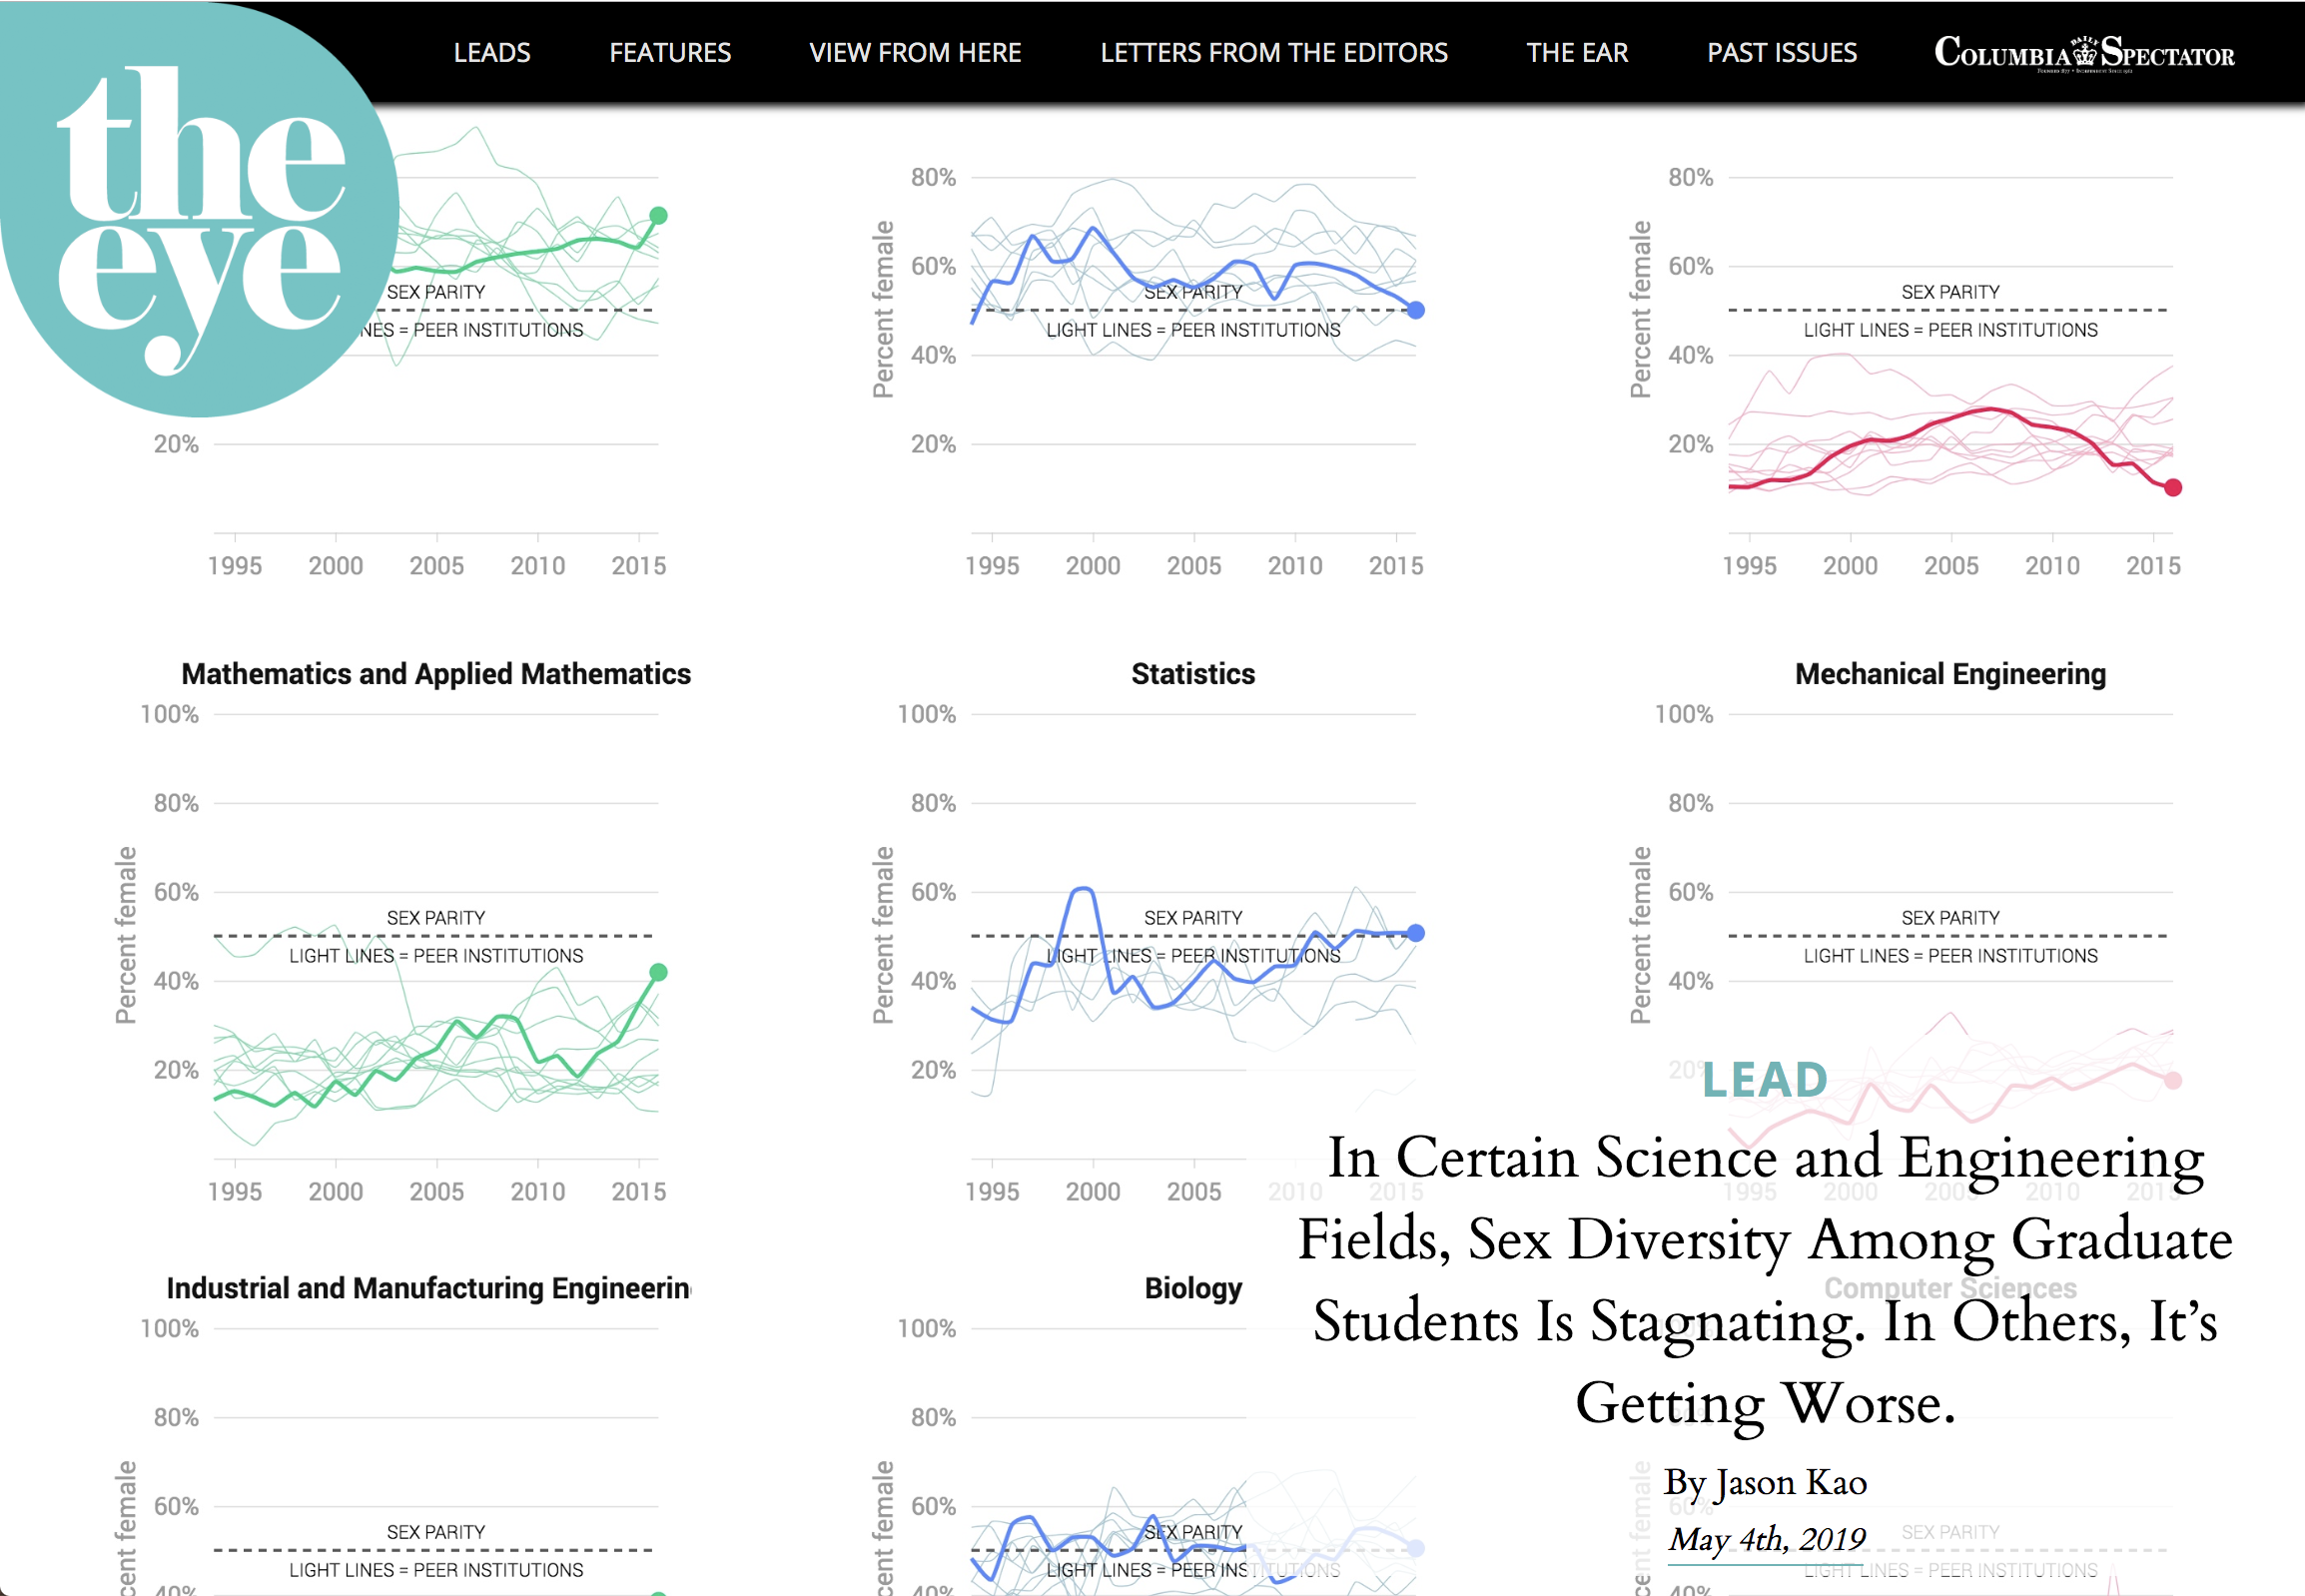 the
eye
LEADS
FEATURES
VIEW FROM HERE
LETTERS FROM THE EDITORS
THE EAR
PAST ISSUES
COLUMBIA DAILY SPECTATOR
SEX PARITY
NES = PEER INSTITUTIONS
20%
1995 2000 2005 2010 2015
Percent female
80%
60%
SEX PARITY
LIGHT LINES = PEER INSTITUTIONS
40%
20%
1995 2000 2005 2010 2015
Percent female
80%
60%
SEX PARITY
LIGHT LINES = PEER INSTITUTIONS
40%
20%
1995 2000 2005 2010 2015
Mathematics and Applied Mathematics
Percent female
100%
80%
60%
SEX PARITY
LIGHT LINES = PEER INSTITUTIONS
40%
20%
1995 2000 2005 2010 2015
Statistics
Percent female
100%
80%
60%
SEX PARITY
LIGHT LINES = PEER INSTITUTIONS
40%
20%
1995 2000 2005 2010 2015
Mechanical Engineering
Percent female
100%
80%
60%
SEX PARITY
LIGHT LINES = PEER INSTITUTIONS
40%
20%
1995 2000 2005 2010 2015
LEAD
In Certain Science and Engineering
Fields, Sex Diversity Among Graduate
Students Is Stagnating. In Others, It's
Getting Worse.
By Jason Kao
May 4th, 2019
Industrial and Manufacturing Engineerin
cent female
100%
80%
60%
SEX PARITY
LIGHT LINES = PEER INSTITUTIONS
40%
Biology
cent female
100%
80%
60%
SEX PARITY
LIGHT LINES = PEER INSTITUTIONS
40%
Computer Sciences
60%
SEX PARITY
LIGHT LINES = PEER INSTITUTIONS
40%